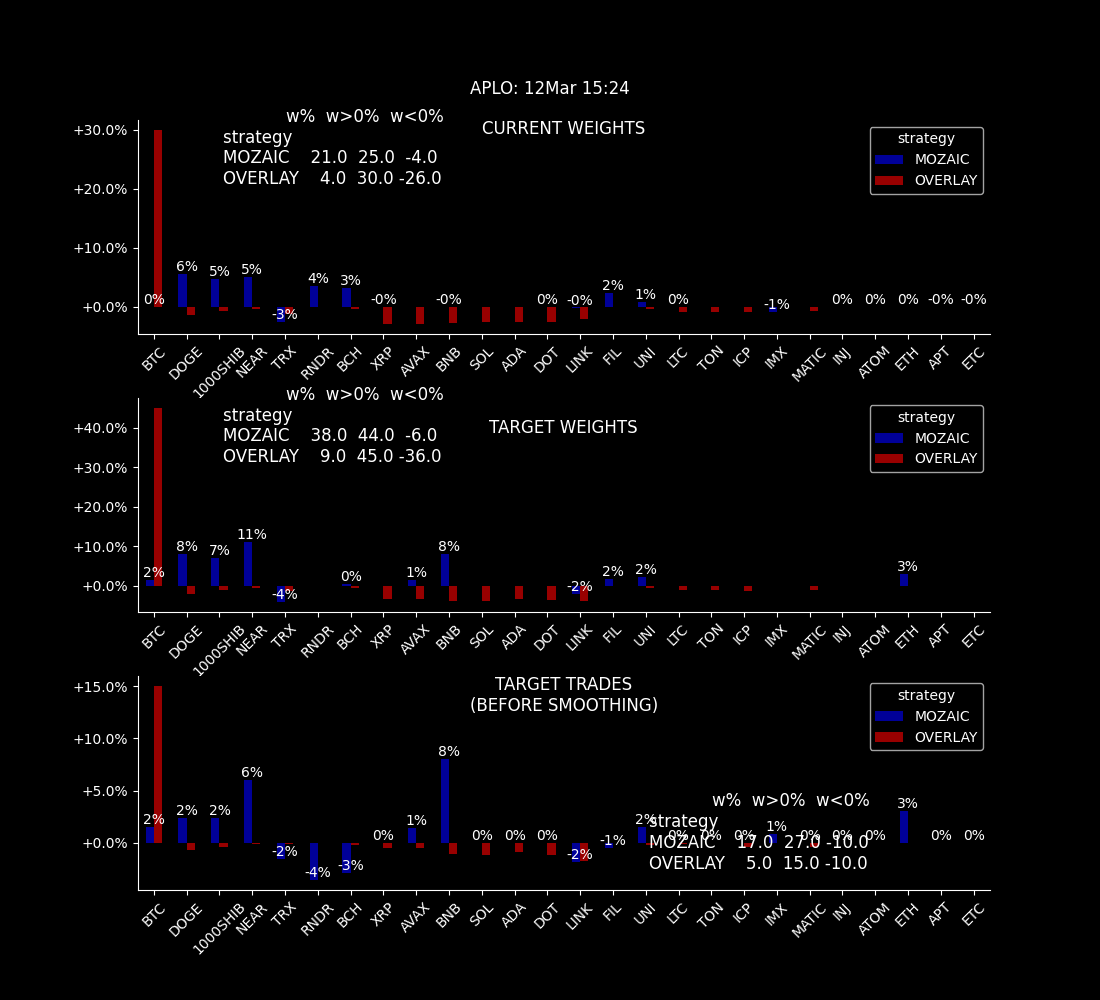 APLO: 12Mar 15:24
CURRENT WEIGHTS
w% w>0% w<0%
strategy
MOZAIC 21.0 25.0 -4.0
OVERLAY 4.0 30.0 -26.0
strategy
MOZAIC
OVERLAY
+30.0%
+20.0%
+10.0%
+0.0%
0% 6% 5% 5% -3% 4% 3% -0% -0% 0% -0% 2% 1% 0% -1% 0% 0% 0% -0% -0%
BTC DOGE 1000SHIB NEAR TRX RNDR BCH XRP AVAX BNB SOL ADA DOT LINK FIL UNI LTC TON ICP IMX MATIC INJ ATOM ETH APT ETC
TARGET WEIGHTS
w% w>0% w<0%
strategy
MOZAIC 38.0 44.0 -6.0
OVERLAY 9.0 45.0 -36.0
strategy
MOZAIC
OVERLAY
+40.0%
+30.0%
+20.0%
+10.0%
+0.0%
2% 8% 7% 11% -4% 0% 1% 8% -2% 2% 2% 3%
BTC DOGE 1000SHIB NEAR TRX RNDR BCH XRP AVAX BNB SOL ADA DOT LINK FIL UNI LTC TON ICP IMX MATIC INJ ATOM ETH APT ETC
TARGET TRADES
(BEFORE SMOOTHING)
strategy
MOZAIC
OVERLAY
+15.0%
+10.0%
+5.0%
+0.0%
2% 2% 2% 6% -2% -4% -3% 0% 1% 8% 0% 0% 0% -2% -1% 2% 0% 0% 0% 1% 0% 0% 0% 3% 0% 0%
w% w>0% w<0%
strategy
MOZAIC 17.0 27.0 -10.0
OVERLAY 5.0 15.0 -10.0
BTC DOGE 1000SHIB NEAR TRX RNDR BCH XRP AVAX BNB SOL ADA DOT LINK FIL UNI LTC TON ICP IMX MATIC INJ ATOM ETH APT ETC